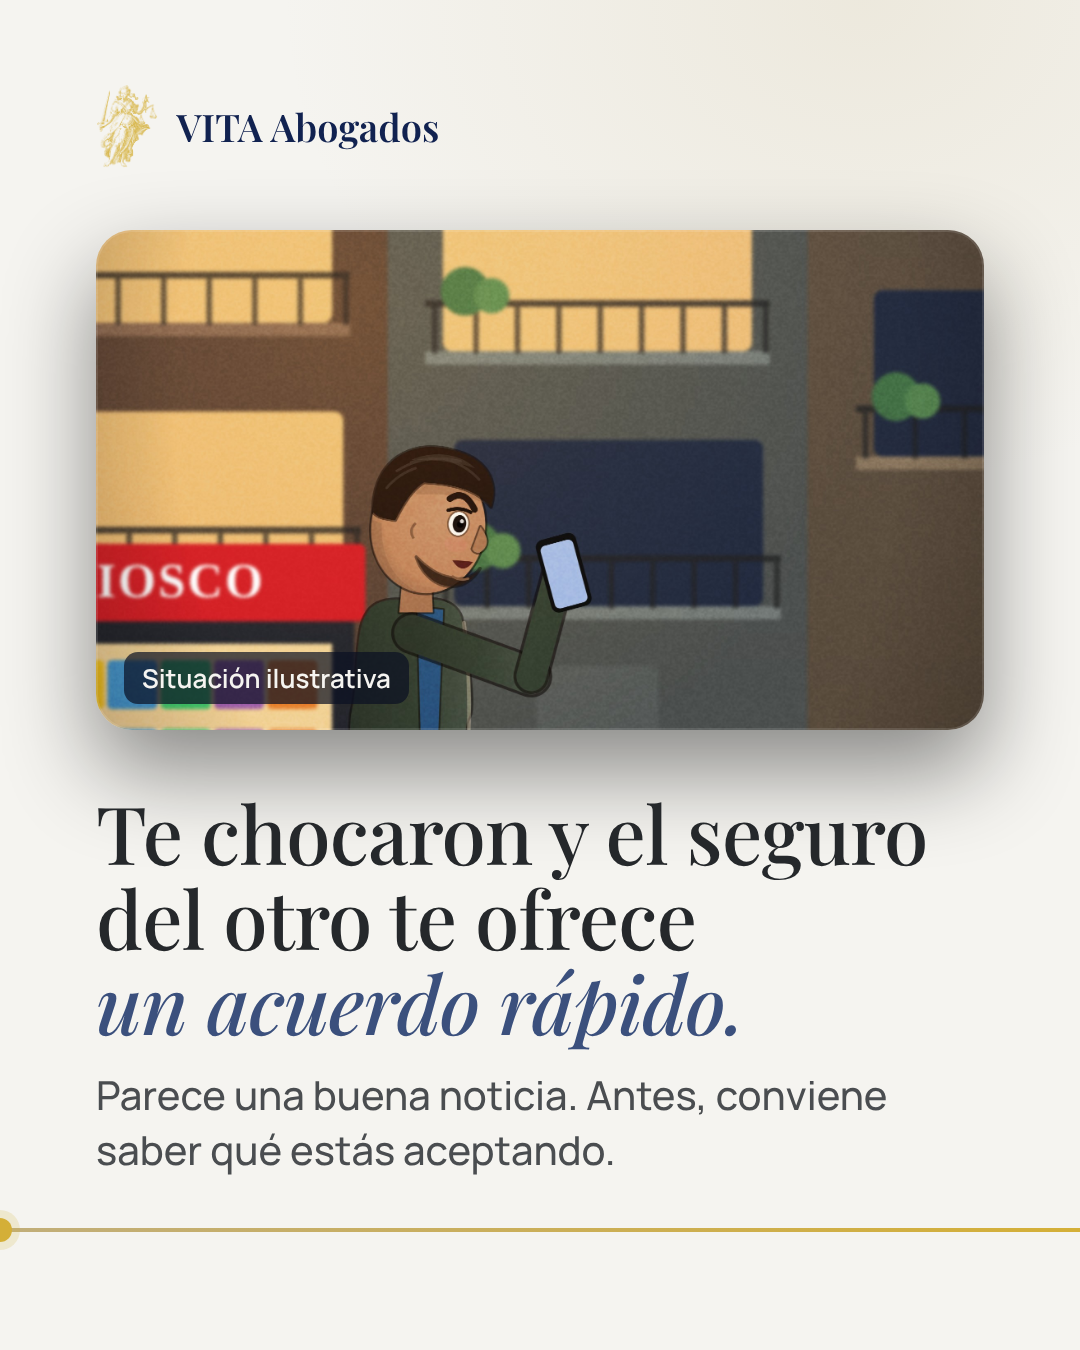 VITA Abogados
IOSCO
Situación ilustrativa
Te chocaron y el seguro
del otro te ofrece
un acuerdo rápido.
Parece una buena noticia. Antes, conviene
saber qué estás aceptando.